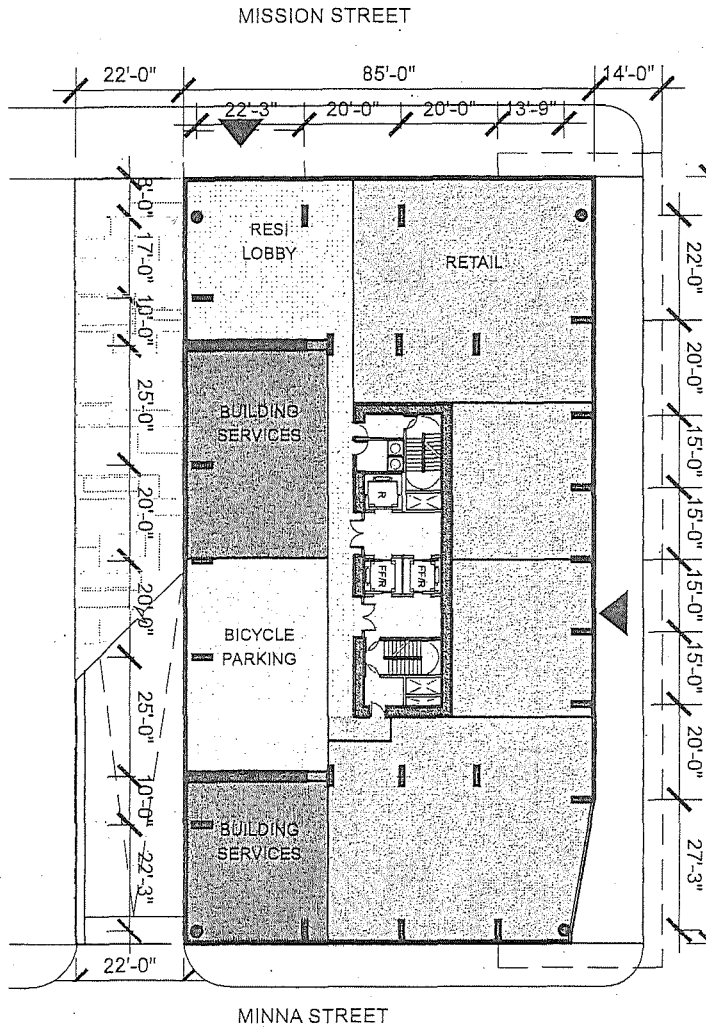 MISSION STREET
22'-0"
85'-0"
14'-0"
22'-3"
20'-0"
20'-0"
13'-9"
8'-0"
17'-0"
10'-0"
25'-0"
20'-0"
20'-0"
25'-0"
10'-0"
22'-3"
RESI
LOBBY
RETAIL
BUILDING
SERVICES
R
FF/R
FF/R
BICYCLE
PARKING
BUILDING
SERVICES
22'-0"
20'-0"
15'-0"
15'-0"
15'-0"
15'-0"
20'-0"
27'-3"
22'-0"
MINNA STREET